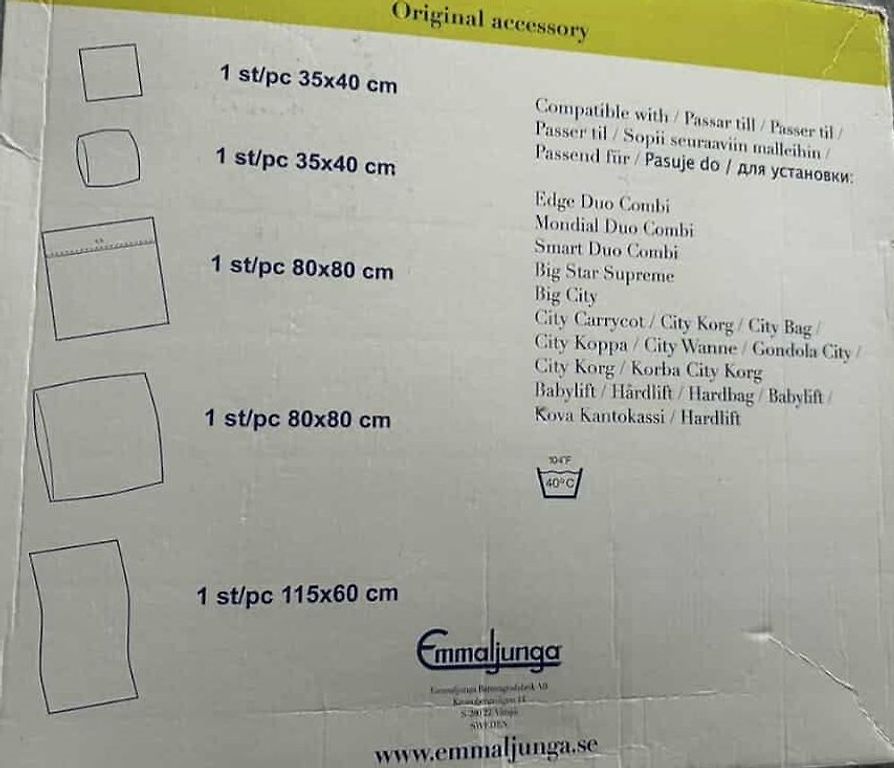 Original accessory
1 st/pc 35x40 cm
1 st/pc 35x40 cm
1 st/pc 80x80 cm
1 st/pc 80x80 cm
1 st/pc 115x60 cm
Compatible with / Passar till / Passer til /
Passer til / Sopii seuraaviin malleihin /
Passend für / Pasuje do / для установки:
Edge Duo Combi
Mondial Duo Combi
Smart Duo Combi
Big Star Supreme
Big City
City Carrycot / City Korg / City Bag /
City Koppa / City Wanne / Gondola City /
City Korg / Korba City Korg
Babylift / Hårdlift / Hardbag / Babylift /
Kova Kantokassi / Hardlift
104°F
40°C
Emmaljunga
Emmaljunga Barnvagnsfabrik AB
SWEDEN
www.emmaljunga.se